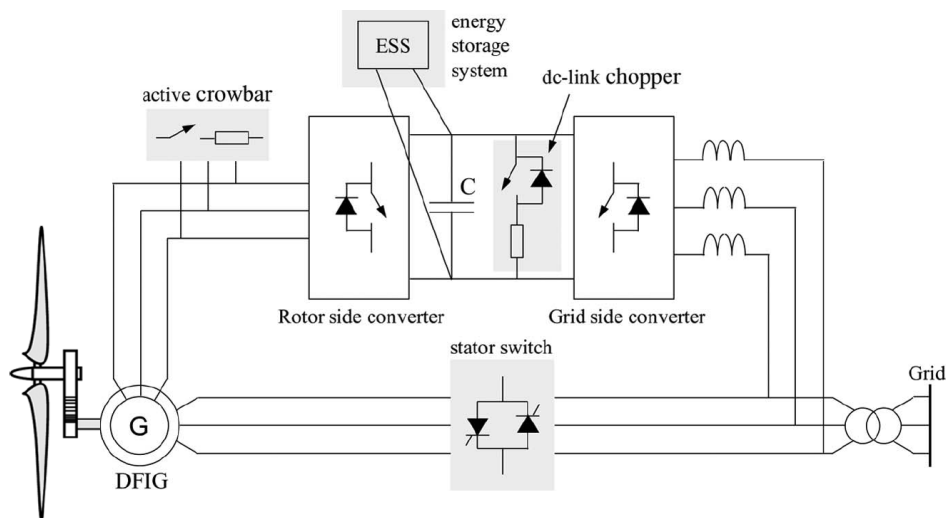 ESS
energy
storage
system
dc-link chopper
active crowbar
C
Rotor side converter
Grid side converter
stator switch
Grid
G
DFIG